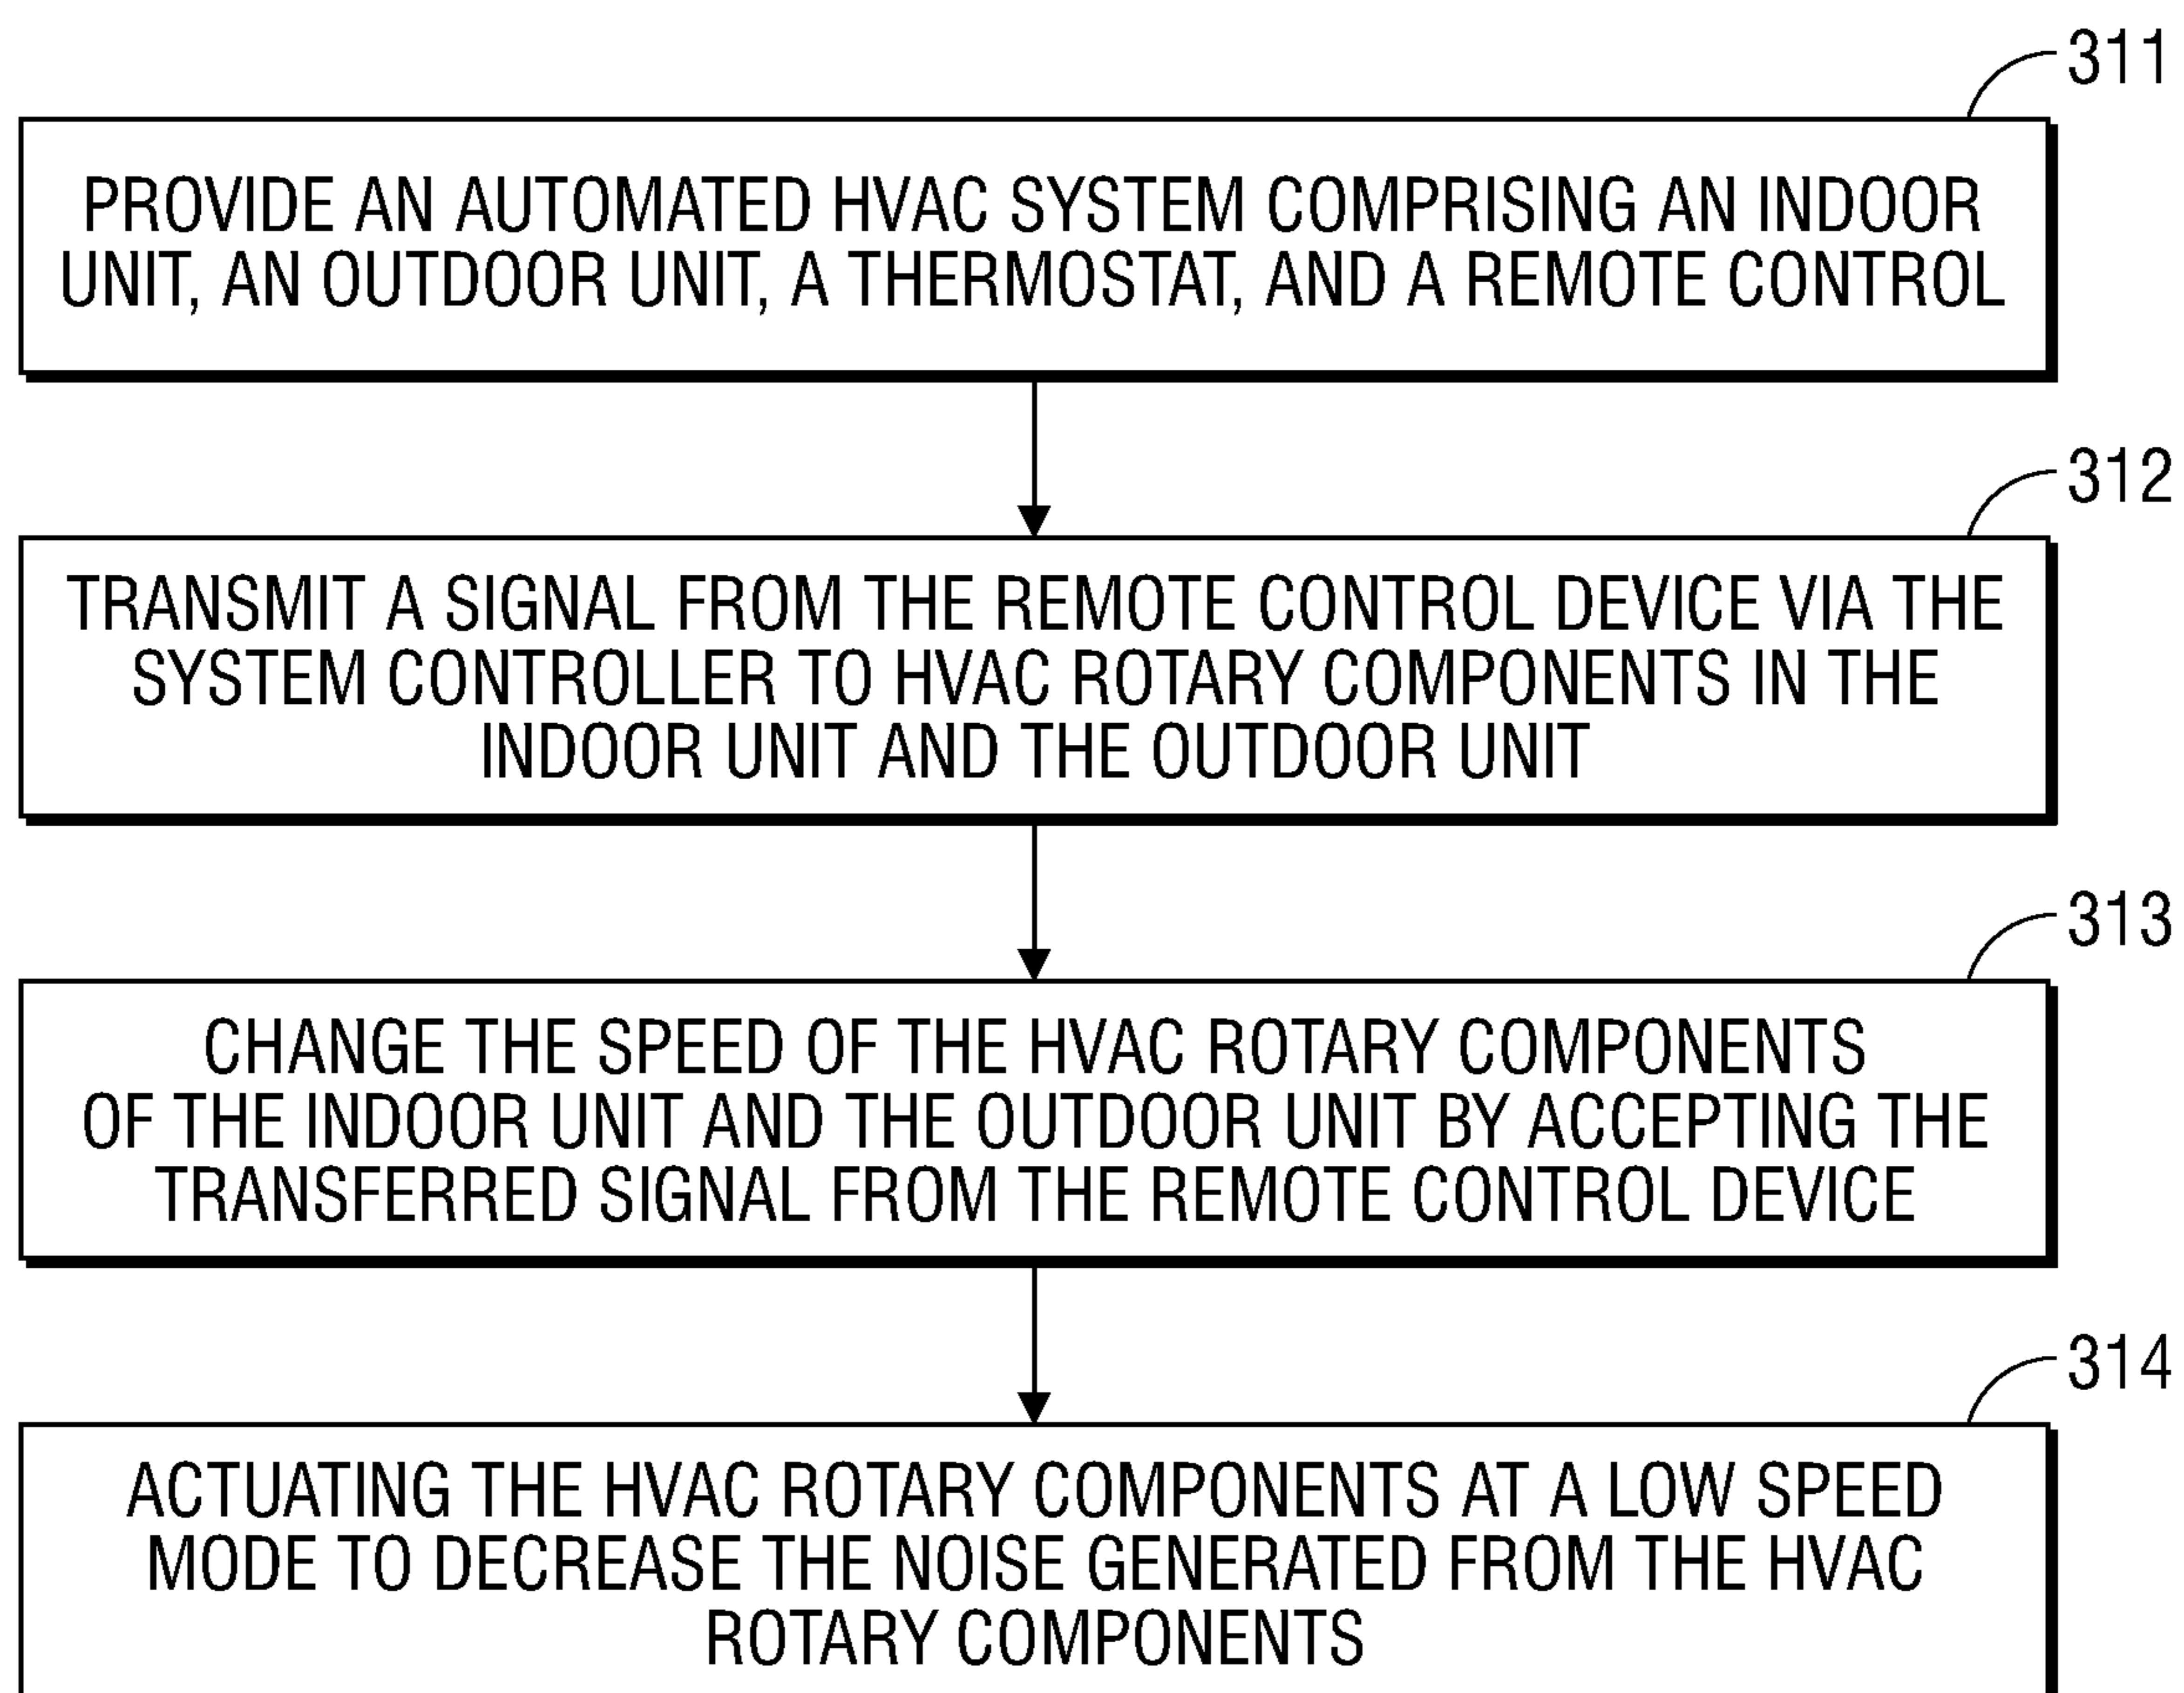 311
PROVIDE AN AUTOMATED HVAC SYSTEM COMPRISING AN INDOOR
UNIT, AN OUTDOOR UNIT, A THERMOSTAT, AND A REMOTE CONTROL
312
TRANSMIT A SIGNAL FROM THE REMOTE CONTROL DEVICE VIA THE
SYSTEM CONTROLLER TO HVAC ROTARY COMPONENTS IN THE
INDOOR UNIT AND THE OUTDOOR UNIT
313
CHANGE THE SPEED OF THE HVAC ROTARY COMPONENTS
OF THE INDOOR UNIT AND THE OUTDOOR UNIT BY ACCEPTING THE
TRANSFERRED SIGNAL FROM THE REMOTE CONTROL DEVICE
314
ACTUATING THE HVAC ROTARY COMPONENTS AT A LOW SPEED
MODE TO DECREASE THE NOISE GENERATED FROM THE HVAC
ROTARY COMPONENTS